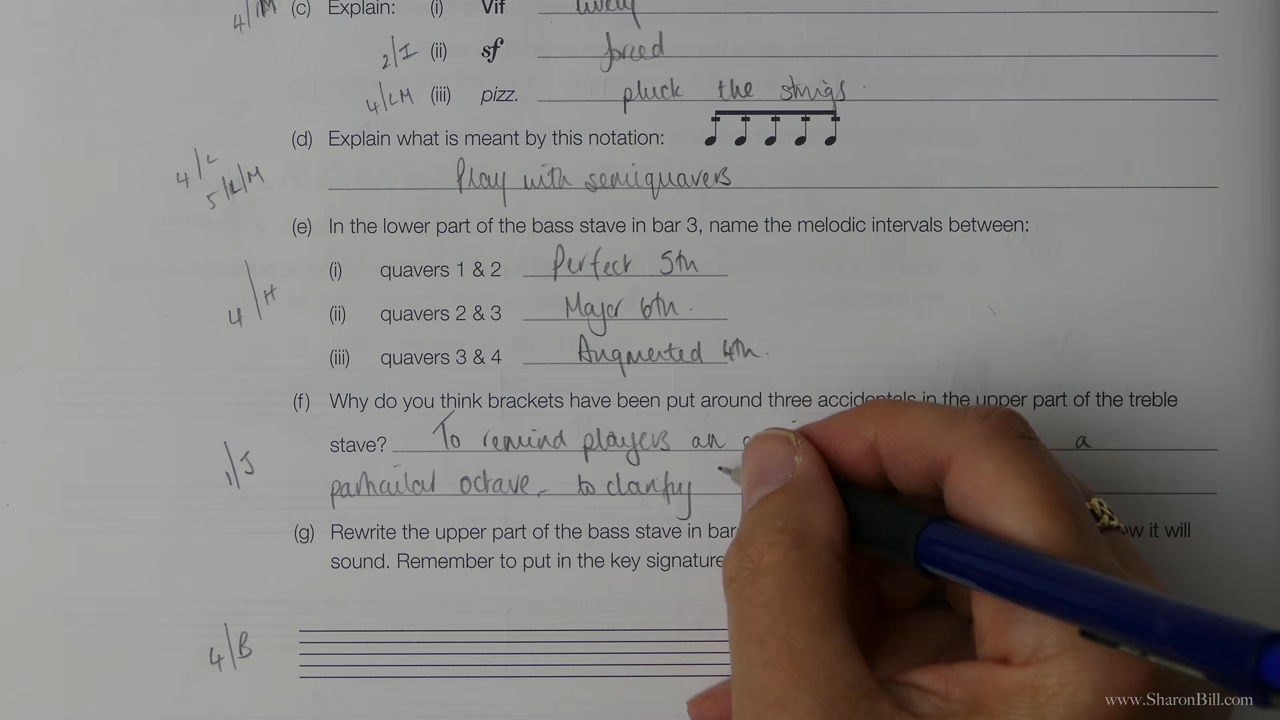 4/M (c) Explain: (i) Vif lively
2/I (ii) sf forced
4/LM (iii) pizz. pluck the strigs
(d) Explain what is meant by this notation:
4/L
5/K/M
Play with semiquavers
(e) In the lower part of the bass stave in bar 3, name the melodic intervals between:
(i) quavers 1 & 2 Perfect 5th
4/H (ii) quavers 2 & 3 Major 6th.
(iii) quavers 3 & 4 Augmented 4th.
(f) Why do you think brackets have been put around three accidentals in the upper part of the treble
1/J stave? To remind players an a
octave - to clarify
(g) Rewrite the upper part of the bass stave in bar it will
sound. Remember to put in the key signature
4/B
www.SharonBill.com